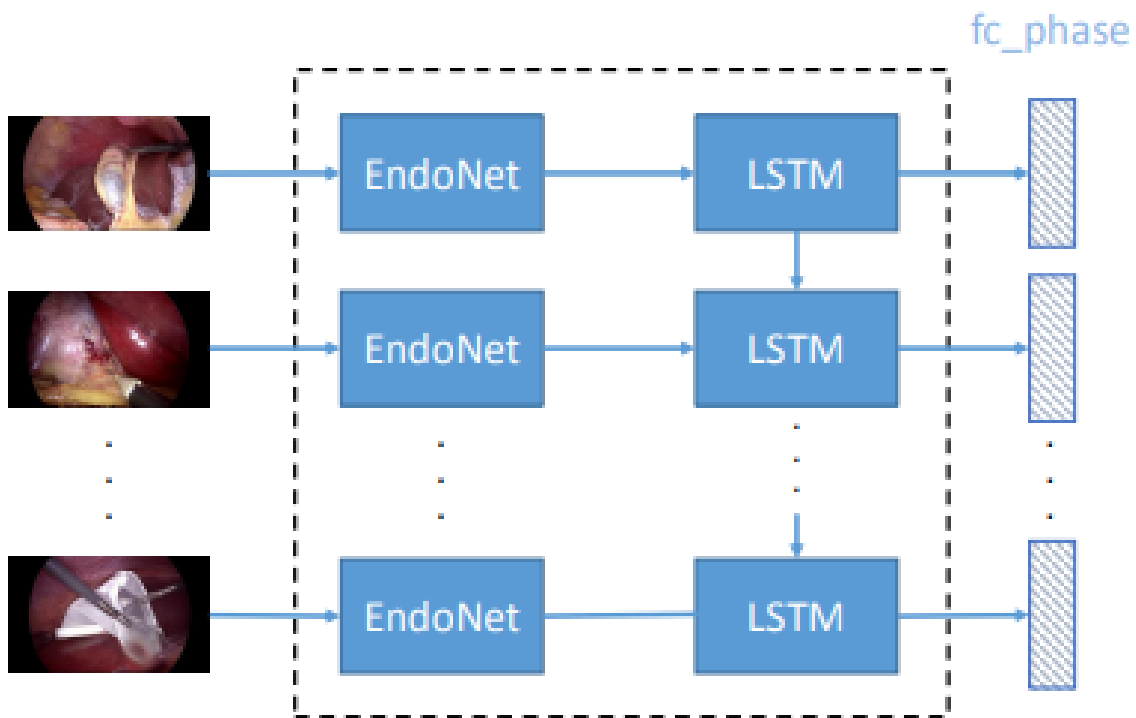 fc_phase
EndoNet
LSTM
EndoNet
LSTM
EndoNet
LSTM